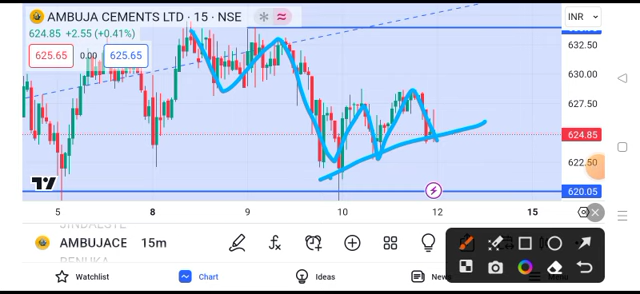 AMBUJA CEMENTS LTD · 15 · NSE
INR
624.85 +2.55 (+0.41%)
625.65 0.00 625.65
632.50
630.00
627.50
624.85
622.50
620.05
5 8 9 10 12 15
AMBUJACE 15m
Watchlist Chart Ideas News